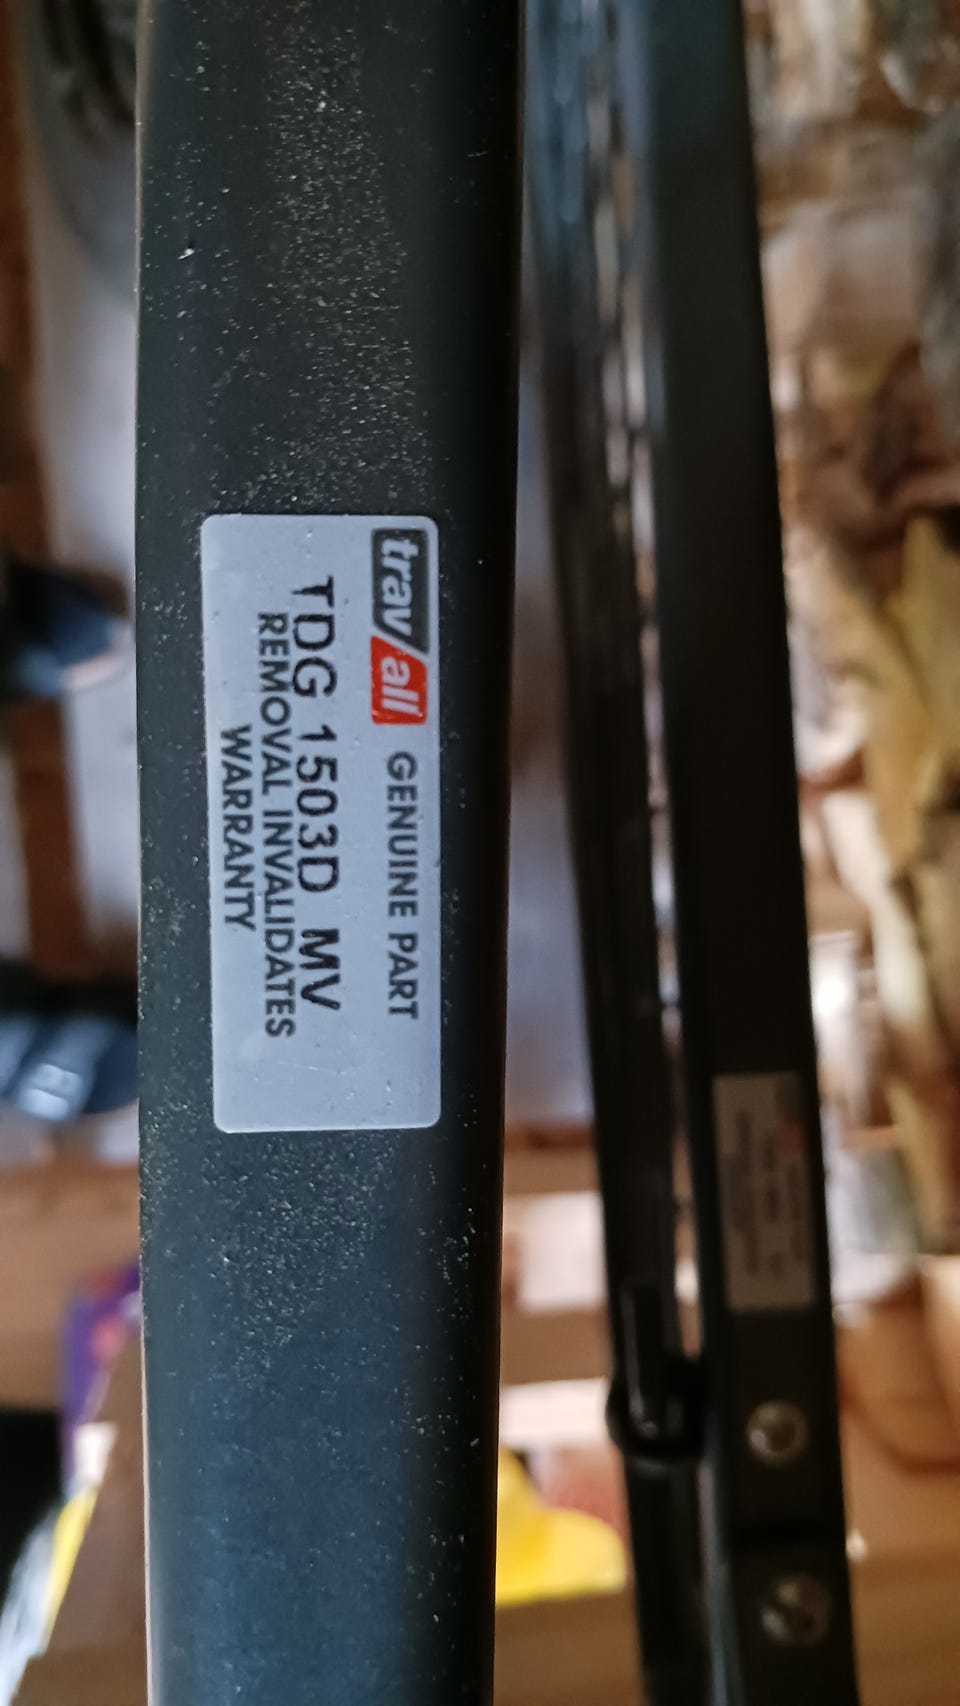 trav/all GENUINE PART
TDG 1503D MV
REMOVAL INVALIDATES
WARRANTY